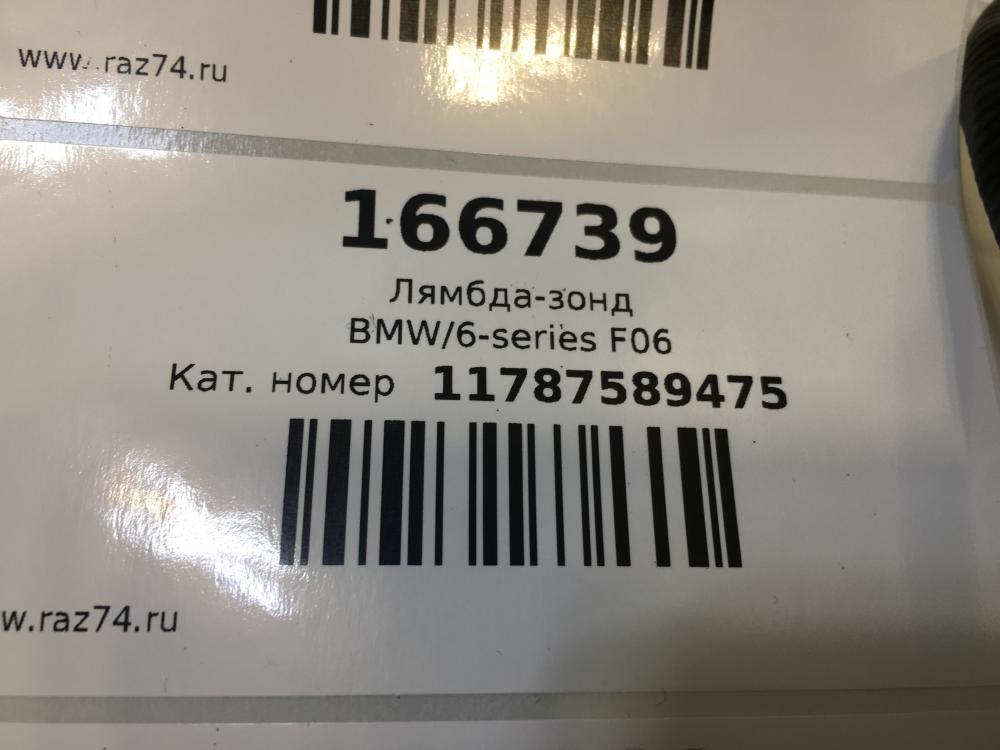 www.raz74.ru
166739
Лямбда-зонд
BMW/6-series F06
Кат. номер 11787589475
w.raz74.ru